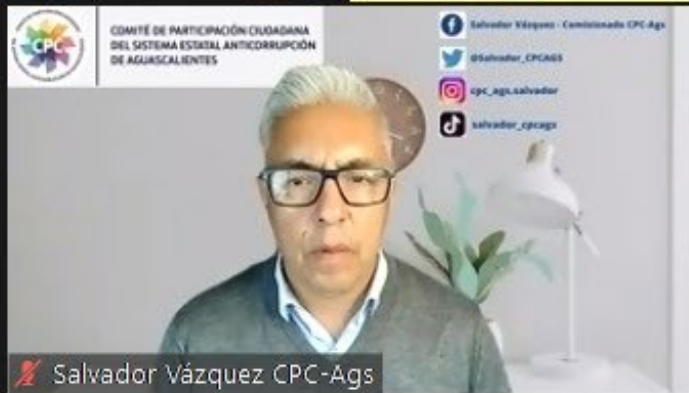 CPC
COMITÉ DE PARTICIPACIÓN CIUDADANA
DEL SISTEMA ESTATAL ANTICORRUPCIÓN
DE AGUASCALIENTES
Salvador Vázquez - Comisionado CPC-Ags
@Salvador_CPCAGS
cpc_ags.salvador
salvador_cpcags
Salvador Vázquez CPC-Ags